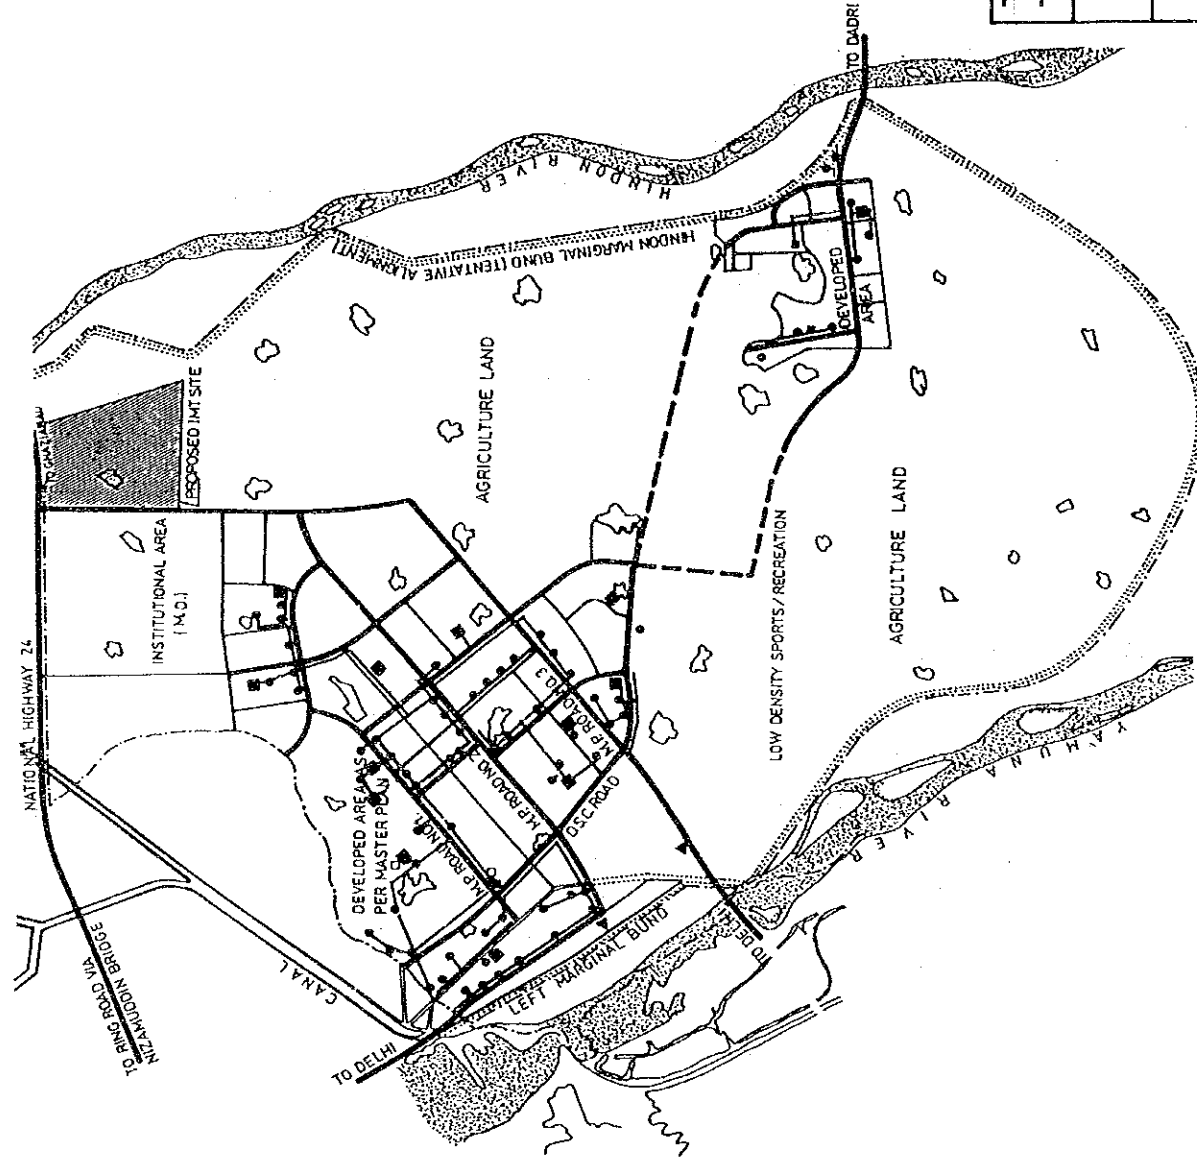 TO DADRI
HINDON RIVER
HINDON MARGINAL BUND (TENTATIVE ALIGNMENT)
PROPOSED IMT SITE
NATIONAL HIGHWAY 24
INSTITUTIONAL AREA
(M.O.)
AGRICULTURE LAND
DEVELOPED
AREA
LOW DENSITY SPORTS/RECREATION
AGRICULTURE LAND
DEVELOPED AREA AS
PER MASTER PLAN
M.P. ROAD NO.1
M.P. ROAD NO 2
M.P. ROAD NO.3
D.S.C. ROAD
TO RING ROAD VIA
NIZAMUDDIN BRIDGE
CANAL
TO DELHI
LEFT MARGINAL BUND
TO DELHI
YAMUNA RIVER